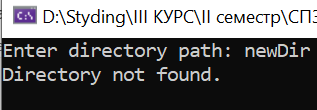 D:\Styding\III КУРС\II семестр\СПЗ
Enter directory path: newDir
Directory not found.